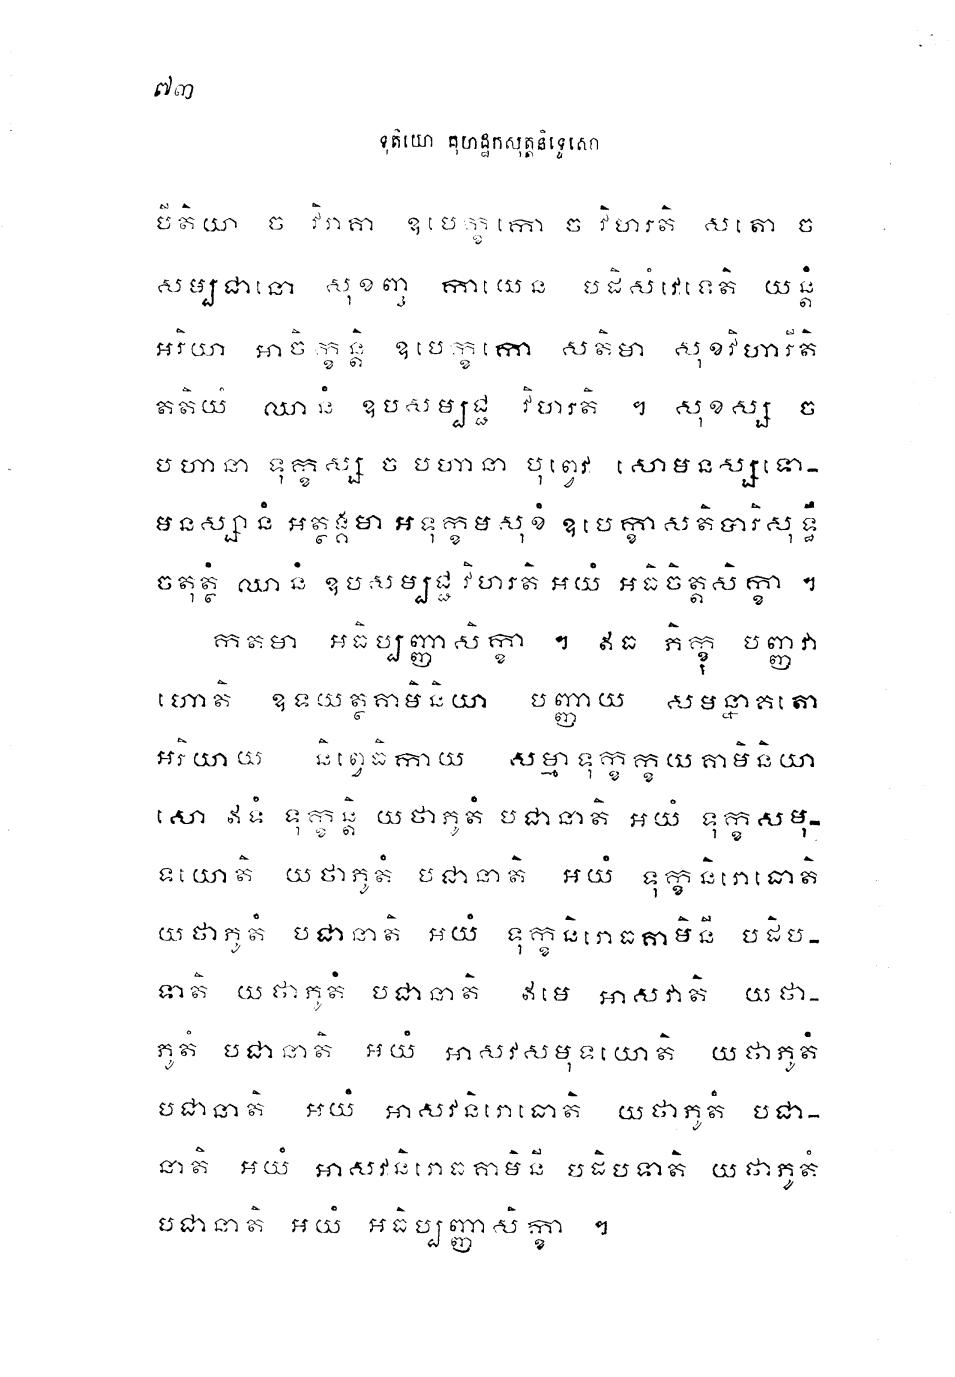 ៧៣
ទុតិយោ គុហដ្ឋកសុត្តនិទ្ទេសោ
បីតិយា ច វិរាគា ឧបេក្ខកោ ច វិហរតិ សតោ ច
សម្បជានោ សុខញ្ច កាយេន បដិសំវេទេតិ យន្តំ
អរិយា អាចិក្ខន្តិ ឧបេក្ខកោ សតិមា សុខវិហារីតិ
តតិយំ ឈានំ ឧបសម្បជ្ជ វិហរតិ ។ សុខស្ស ច
បហានា ទុក្ខស្ស ច បហានា បុព្វេវ សោមនស្សទោ-
មនស្សានំ អត្ថង្គមា អទុក្ខមសុខំ ឧបេក្ខាសតិបារិសុទ្ធឹ
ចតុត្ថំ ឈានំ ឧបសម្បជ្ជ វិហរតិ អយំ អធិចិត្តសិក្ខា ។
កតមា អធិប្បញ្ញាសិក្ខា ។ ឥធ ភិក្ខុ បញ្ញវា
ហោតិ ឧទយត្ថគាមិនិយា បញ្ញាយ សមន្នាគតោ
អរិយាយ និព្វេធិកាយ សម្មាទុក្ខក្ខយគាមិនិយា
សោ ឥទំ ទុក្ខន្តិ យថាភូតំ បជានាតិ អយំ ទុក្ខសមុ-
ទយោតិ យថាភូតំ បជានាតិ អយំ ទុក្ខនិរោធោតិ
យថាភូតំ បជានាតិ អយំ ទុក្ខនិរោធគាមិនី បដិប-
ទាតិ យថាភូតំ បជានាតិ ឥមេ អាសវាតិ យថា-
ភូតំ បជានាតិ អយំ អាសវសមុទយោតិ យថាភូតំ
បជានាតិ អយំ អាសវនិរោធោតិ យថាភូតំ បជា-
នាតិ អយំ អាសវនិរោធគាមិនី បដិបទាតិ យថាភូតំ
បជានាតិ អយំ អធិប្បញ្ញាសិក្ខា ។